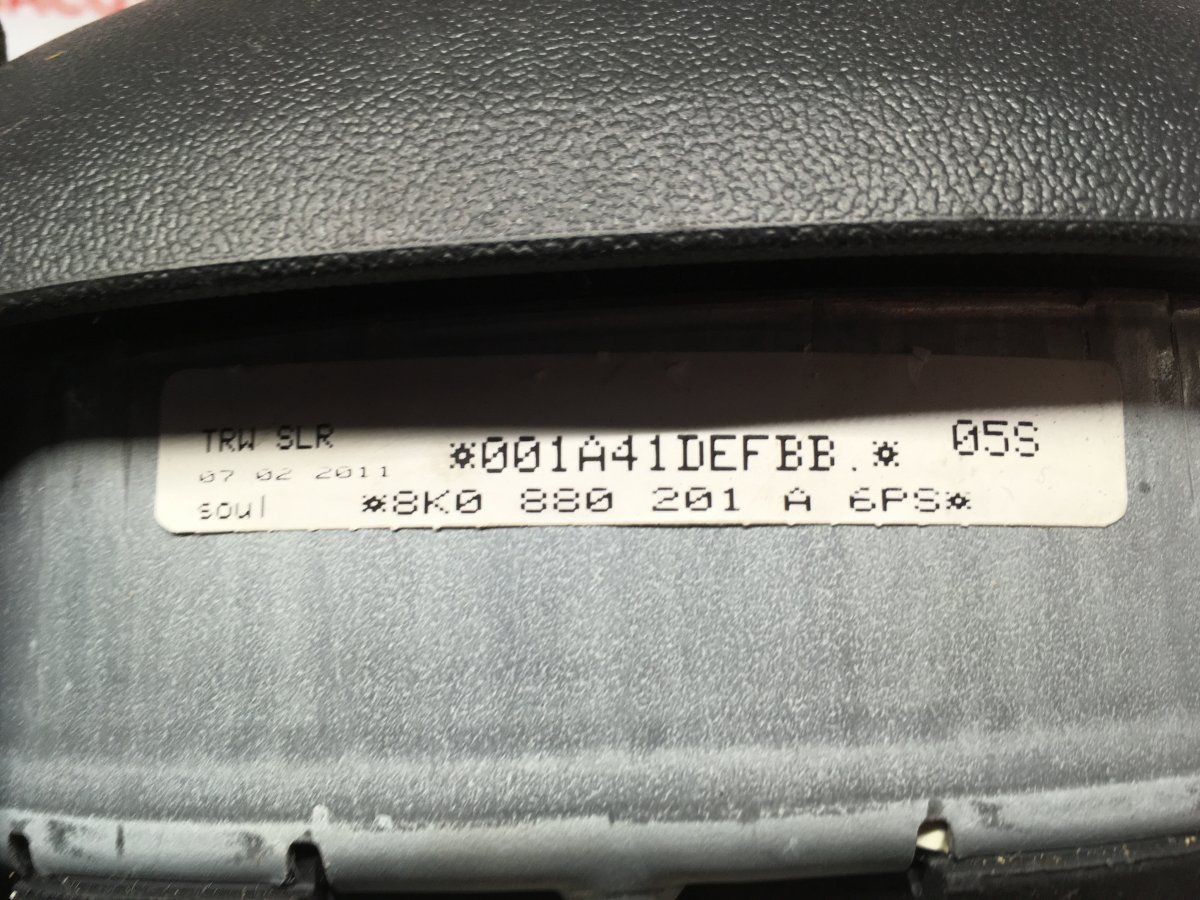 TRW SLR
*001A41DEFBB.*
05S
07 02 2011
soul
*8K0 880 201 A 6PS*